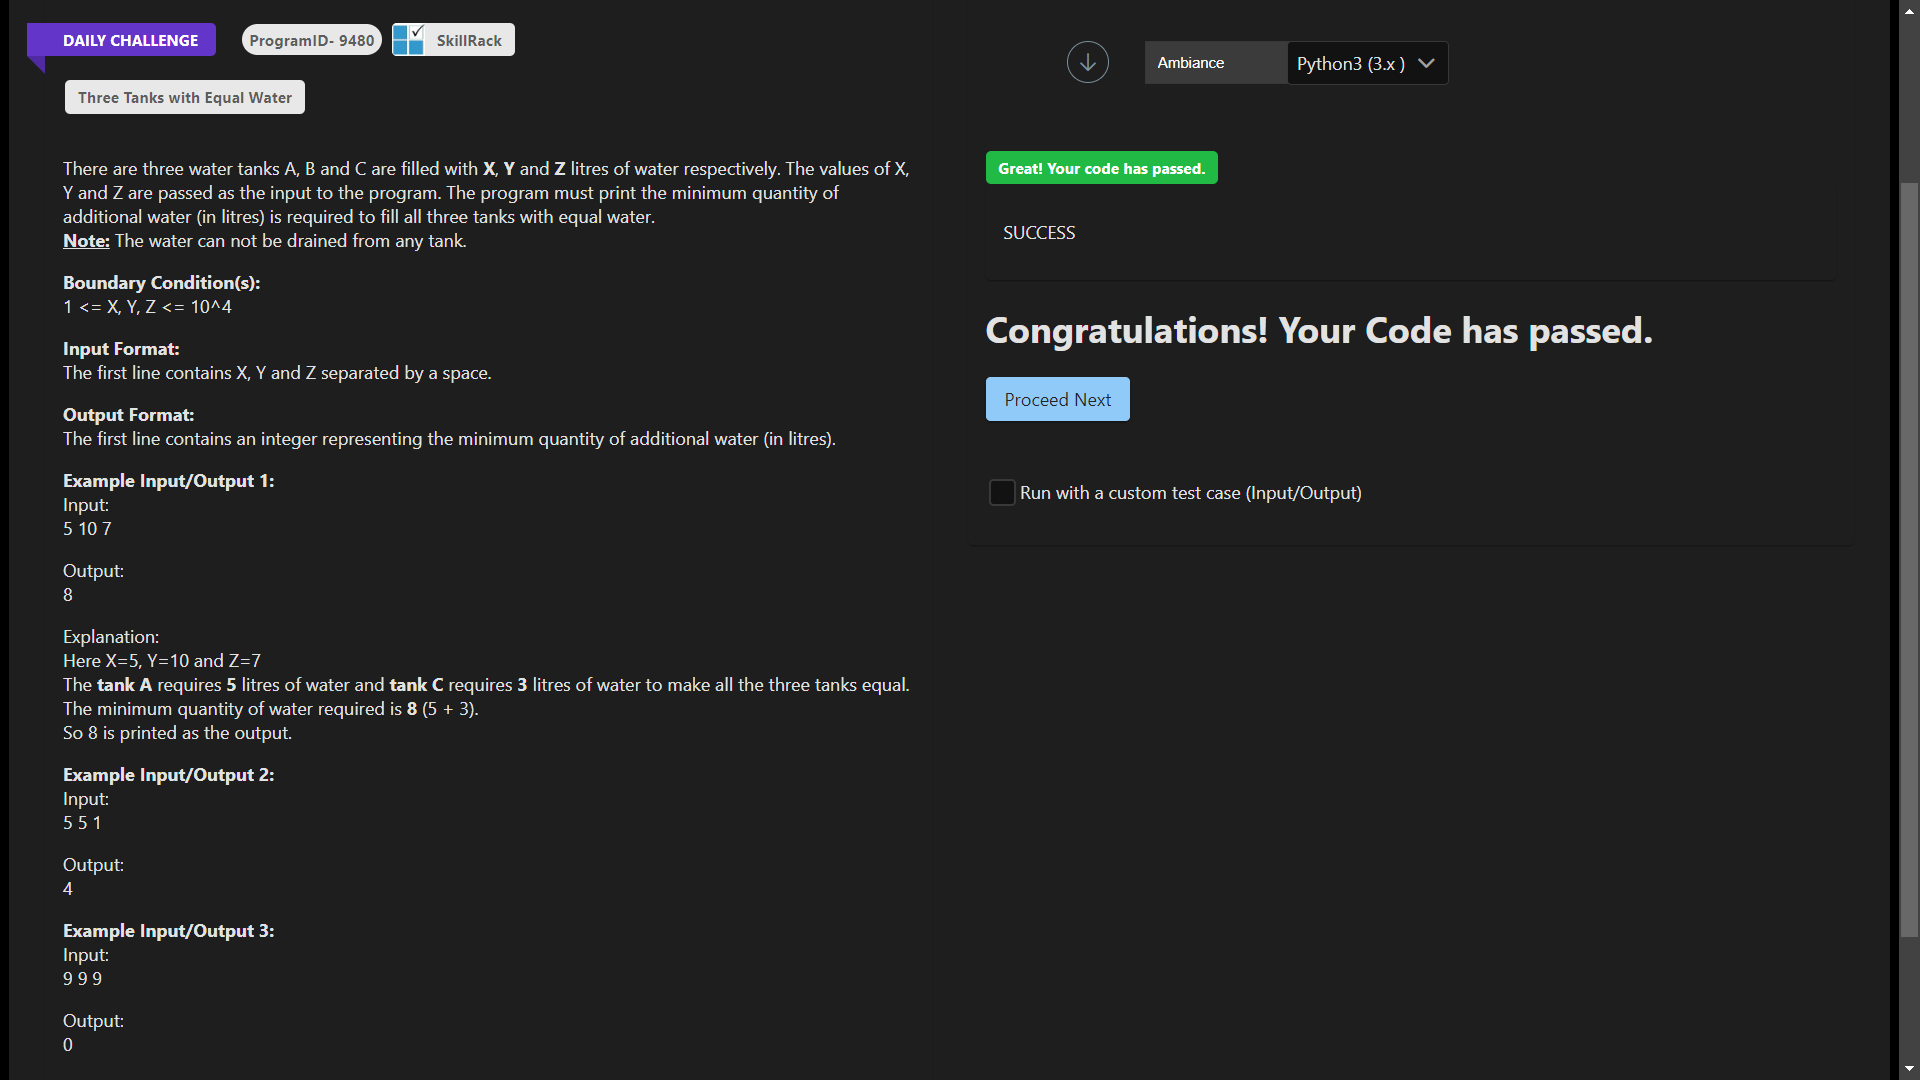 DAILY CHALLENGE
ProgramID- 9480
SkillRack
Three Tanks with Equal Water
There are three water tanks A, B and C are filled with X, Y and Z litres of water respectively. The values of X,
Y and Z are passed as the input to the program. The program must print the minimum quantity of
additional water (in litres) is required to fill all three tanks with equal water.
Note: The water can not be drained from any tank.
Boundary Condition(s):
1 <= X, Y, Z <= 10^4
Input Format:
The first line contains X, Y and Z separated by a space.
Output Format:
The first line contains an integer representing the minimum quantity of additional water (in litres).
Example Input/Output 1:
Input:
5 10 7
Output:
8
Explanation:
Here X=5, Y=10 and Z=7
The tank A requires 5 litres of water and tank C requires 3 litres of water to make all the three tanks equal.
The minimum quantity of water required is 8 (5 + 3).
So 8 is printed as the output.
Example Input/Output 2:
Input:
5 5 1
Output:
4
Example Input/Output 3:
Input:
9 9 9
Output:
0
Ambiance
Python3 (3.x )
Great! Your code has passed.
SUCCESS
Congratulations! Your Code has passed.
Proceed Next
Run with a custom test case (Input/Output)